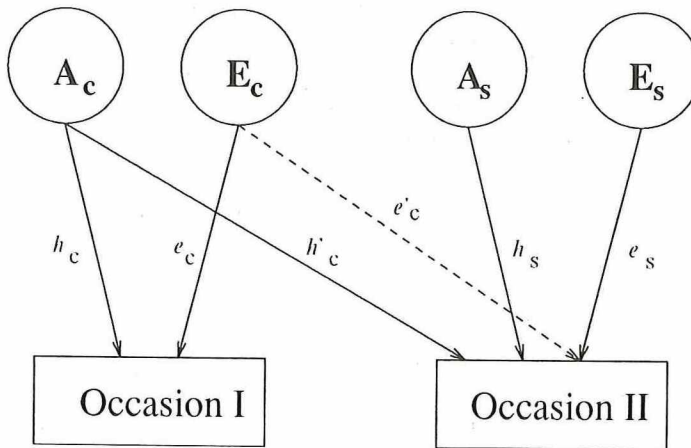 A_c E_c A_s E_s
h_c e_c h'_c e'_c h_s e_s
Occasion I Occasion II